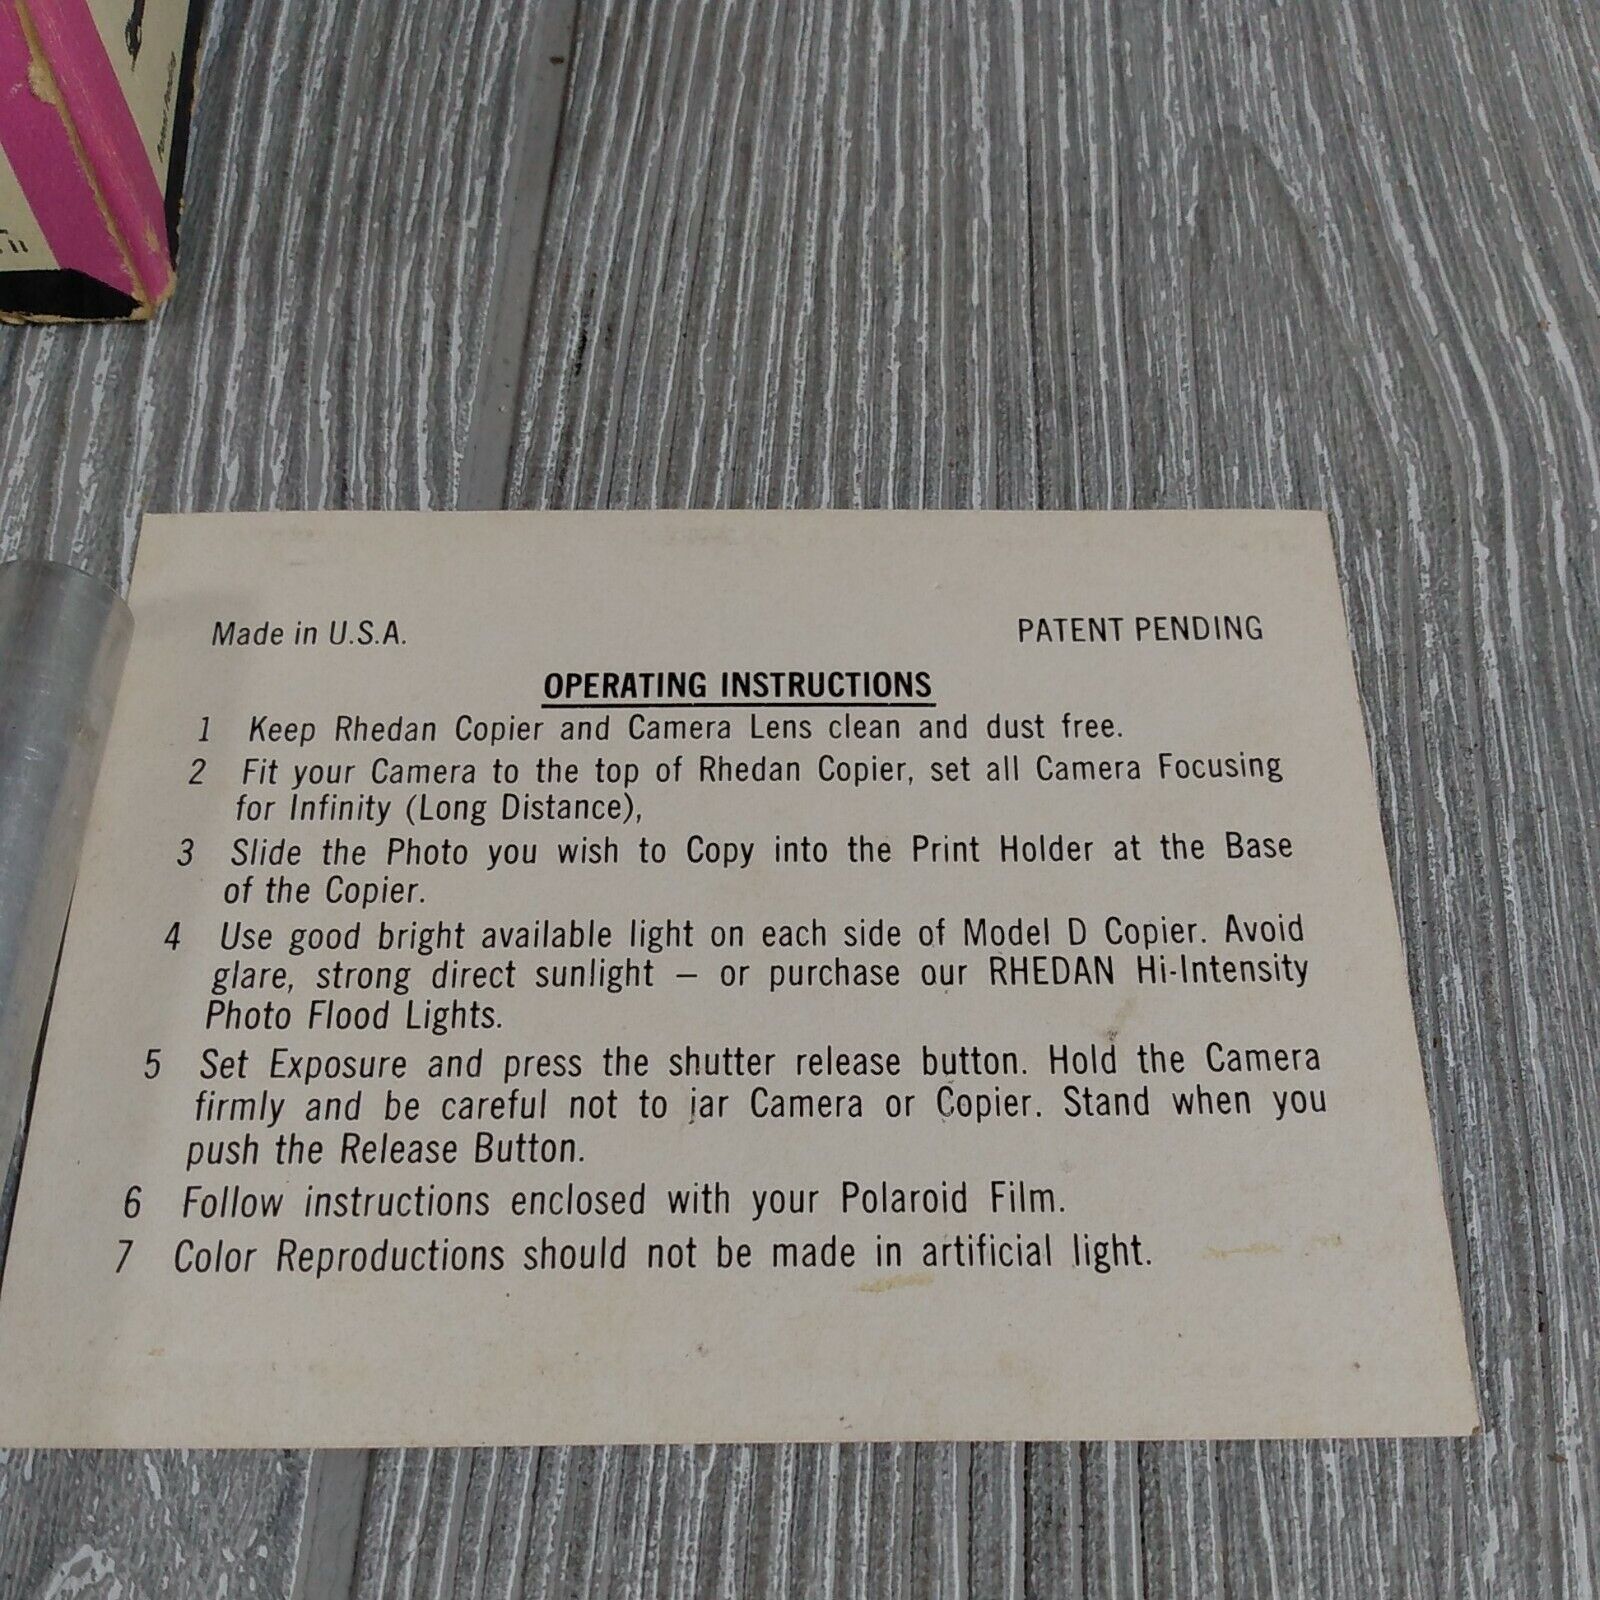 Made in U.S.A.
PATENT PENDING
OPERATING INSTRUCTIONS
1 Keep Rhedan Copier and Camera Lens clean and dust free.
2 Fit your Camera to the top of Rhedan Copier, set all Camera Focusing
for Infinity (Long Distance),
3 Slide the Photo you wish to Copy into the Print Holder at the Base
of the Copier.
4 Use good bright available light on each side of Model D Copier. Avoid
glare, strong direct sunlight — or purchase our RHEDAN Hi-Intensity
Photo Flood Lights.
5 Set Exposure and press the shutter release button. Hold the Camera
firmly and be careful not to jar Camera or Copier. Stand when you
push the Release Button.
6 Follow instructions enclosed with your Polaroid Film.
7 Color Reproductions should not be made in artificial light.